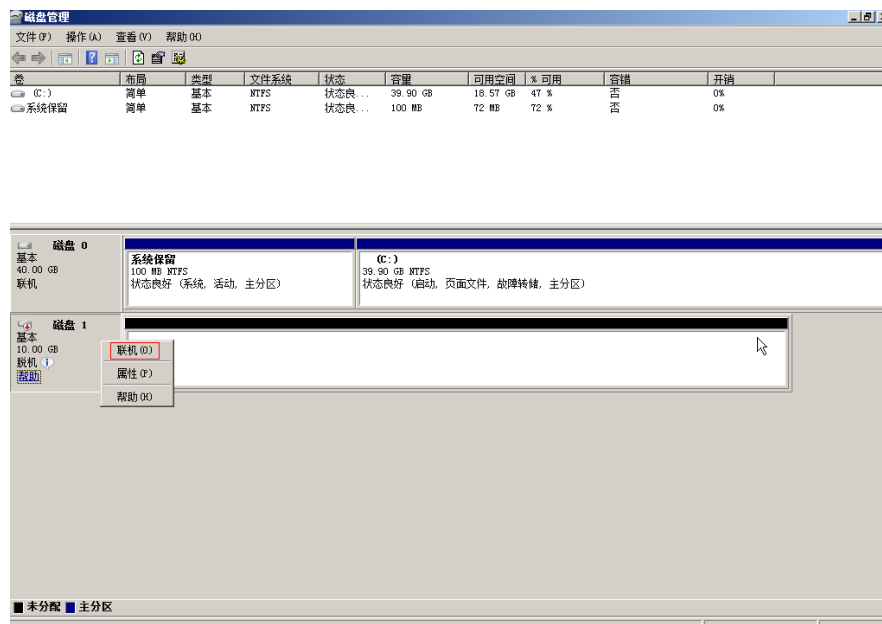 磁盘管理
文件(F) 操作(A) 查看(V) 帮助(H)
卷 布局 类型 文件系统 状态 容量 可用空间 % 可用 容错 开销
(C:) 简单 基本 NTFS 状态良... 39.90 GB 18.57 GB 47 % 否 0%
系统保留 简单 基本 NTFS 状态良... 100 MB 72 MB 72 % 否 0%
磁盘 0
基本
40.00 GB
联机
系统保留
100 MB NTFS
状态良好 (系统, 活动, 主分区)
(C:)
39.90 GB NTFS
状态良好 (启动, 页面文件, 故障转储, 主分区)
磁盘 1
基本
10.00 GB
脱机
帮助
联机(O)
属性(P)
帮助(H)
未分配 主分区